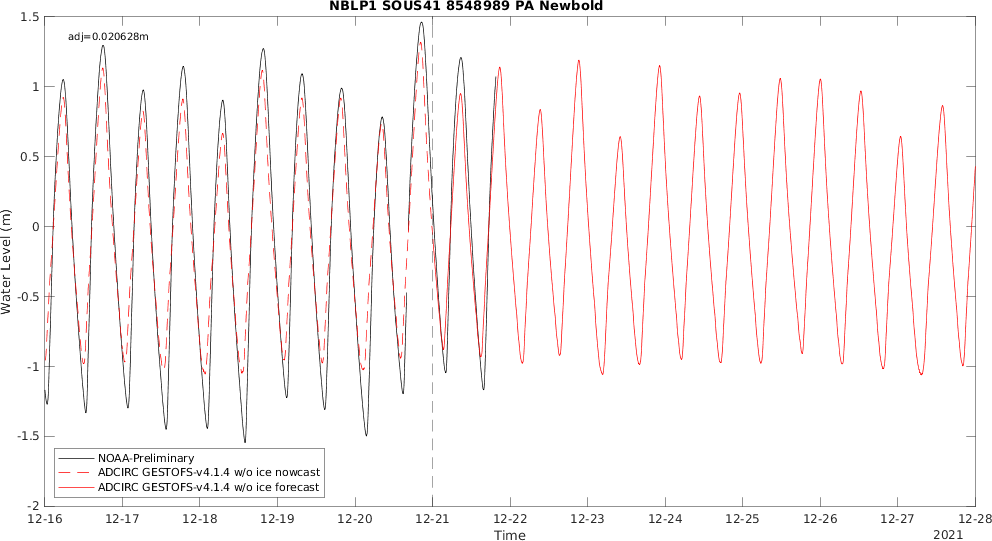 NBLP1 SOUS41 8548989 PA Newbold
adj=0.020628m
1.5
1
0.5
0
-0.5
-1
-1.5
-2
Water Level (m)
NOAA-Preliminary
ADCIRC GESTOFS-v4.1.4 w/o ice nowcast
ADCIRC GESTOFS-v4.1.4 w/o ice forecast
12-16 12-17 12-18 12-19 12-20 12-21 12-22 12-23 12-24 12-25 12-26 12-27 12-28
Time
2021